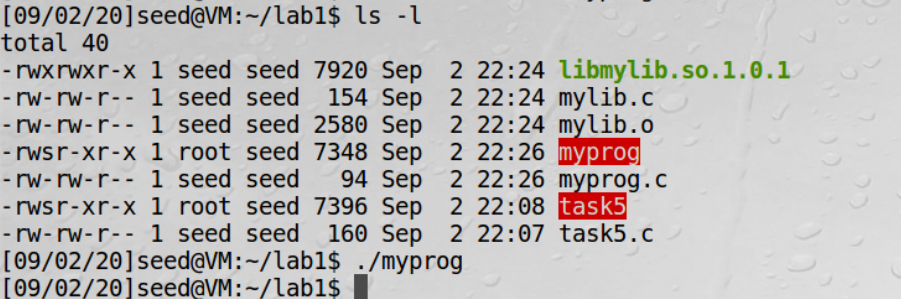 [09/02/20]seed@VM:~/lab1$ ls -l
total 40
-rwxrwxr-x 1 seed seed 7920 Sep  2 22:24 libmylib.so.1.0.1
-rw-rw-r-- 1 seed seed  154 Sep  2 22:24 mylib.c
-rw-rw-r-- 1 seed seed 2580 Sep  2 22:24 mylib.o
-rwsr-xr-x 1 root seed 7348 Sep  2 22:26 myprog
-rw-rw-r-- 1 seed seed   94 Sep  2 22:26 myprog.c
-rwsr-xr-x 1 root seed 7396 Sep  2 22:08 task5
-rw-rw-r-- 1 seed seed  160 Sep  2 22:07 task5.c
[09/02/20]seed@VM:~/lab1$ ./myprog
[09/02/20]seed@VM:~/lab1$